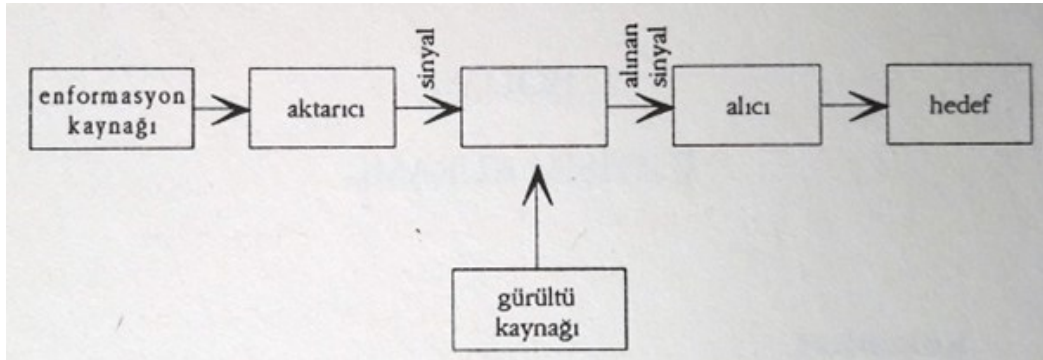 enformasyon
kaynağı
aktarıcı
sinyal
alınan
sinyal
alıcı
hedef
gürültü
kaynağı